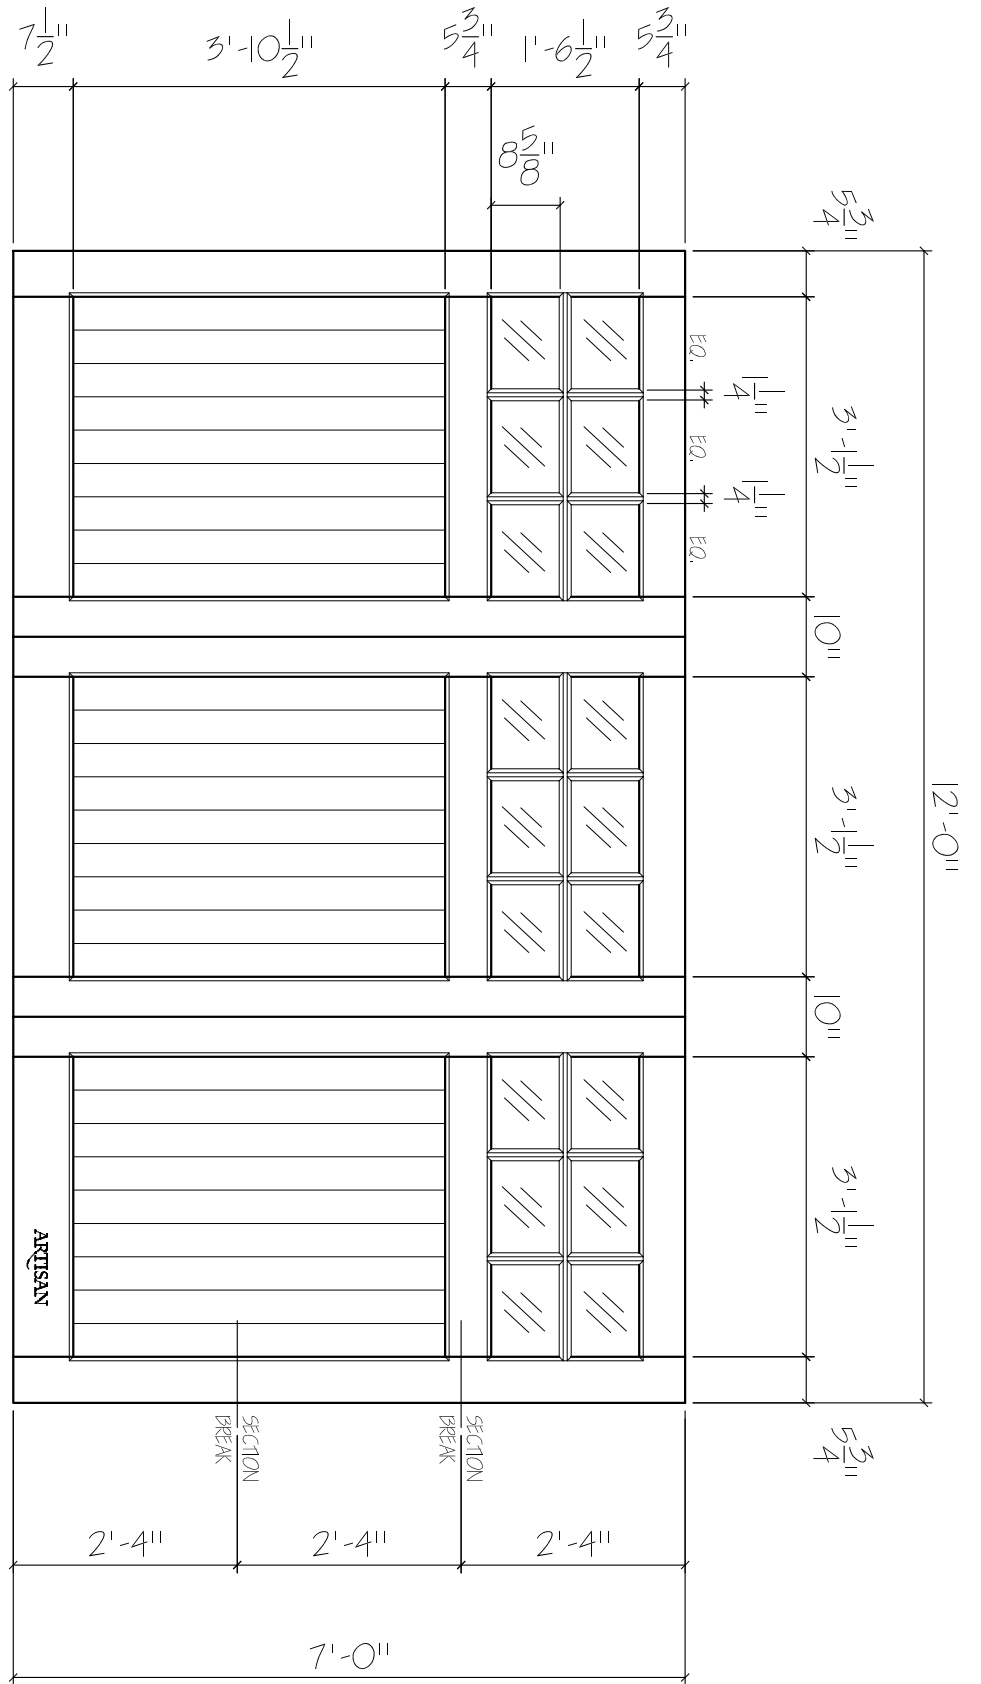 7 1/2"
3'-10 1/2"
5 3/4"
1'-6 1/2"
5 3/4"
8 5/8"
5 3/4"
EQ.
1 1/4"
3'-1 1/2"
EQ.
1 1/4"
EQ.
10"
3'-1 1/2"
12'-0"
10"
3'-1 1/2"
ARTISAN
5 3/4"
SECTION
BREAK
SECTION
BREAK
2'-4"
2'-4"
2'-4"
7'-0"